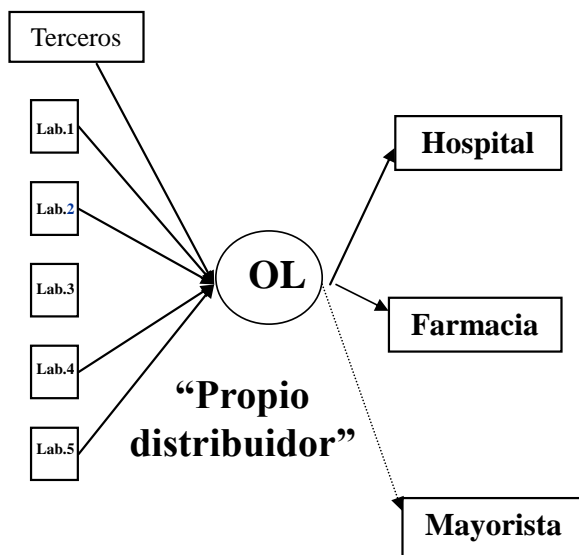 Terceros
Lab.1
Lab.2
Lab.3
Lab.4
Lab.5
OL
“Propio
distribuidor”
Hospital
Farmacia
Mayorista